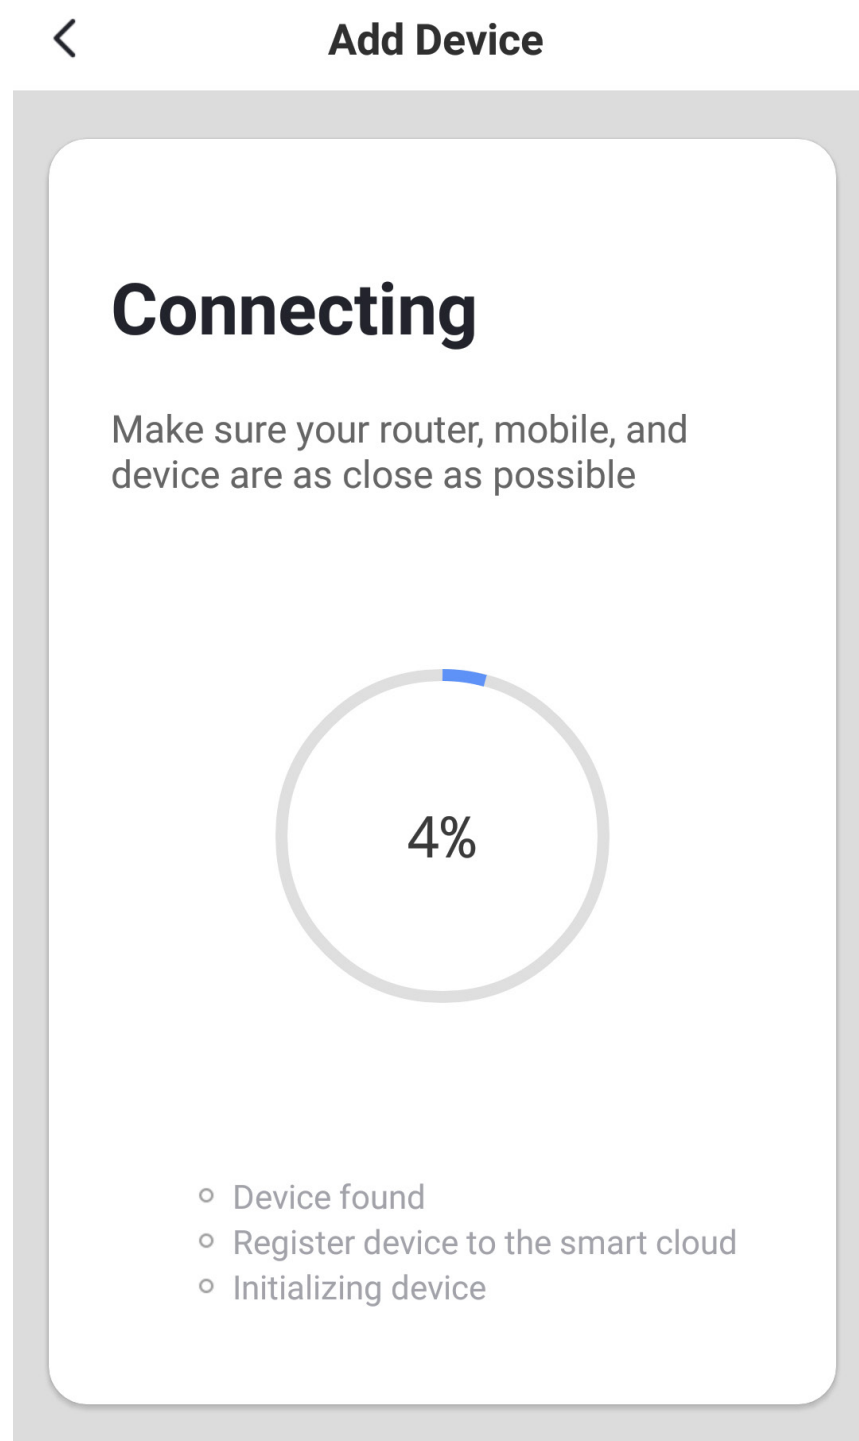 Add Device
Connecting
Make sure your router, mobile, and
device are as close as possible
4%
Device found
Register device to the smart cloud
Initializing device